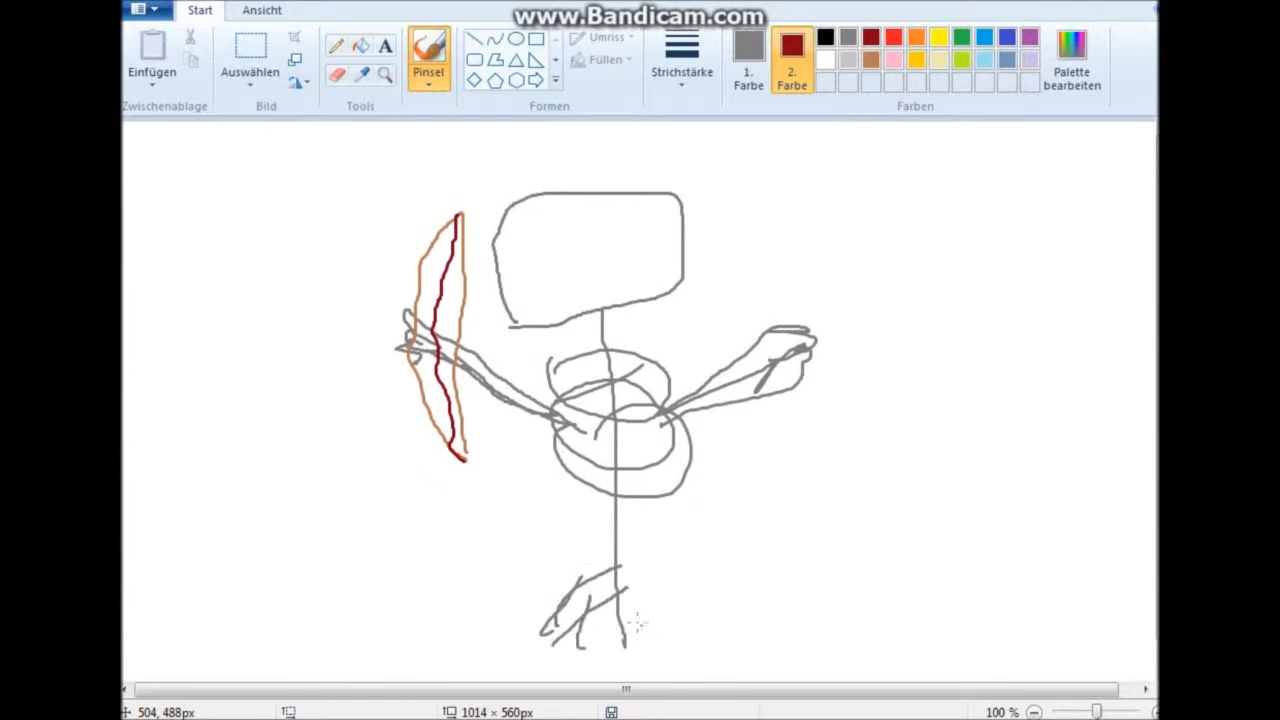 www.Bandicam.com
Start Ansicht
Einfügen
Auswählen
A
Pinsel
Umriss
Füllen
Strichstärke
1. Farbe
2. Farbe
Palette bearbeiten
Zwischenablage Bild Tools Formen Farben
504, 488px 1014 × 560px 100 %